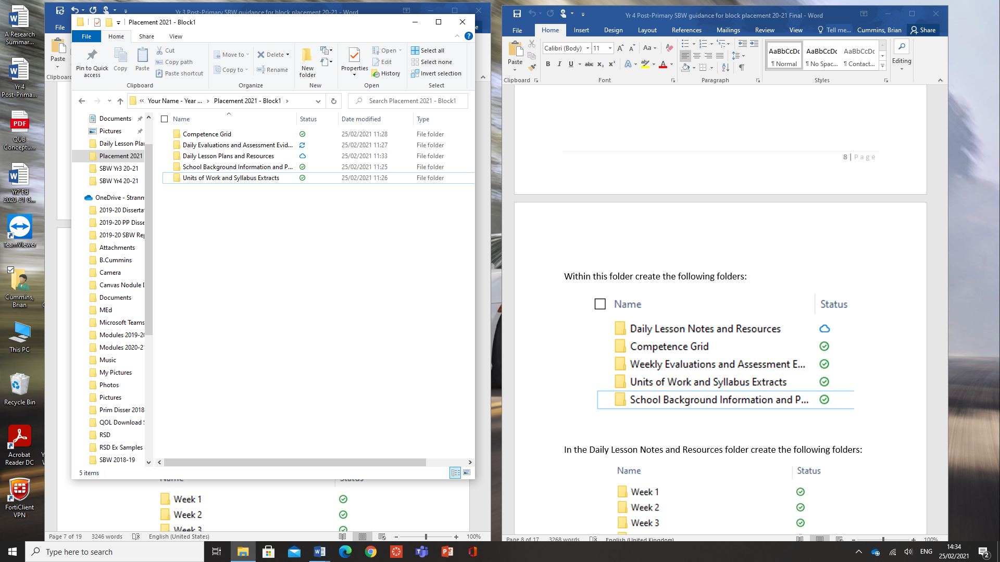 A Research
Summar...
Yr 4
Post-Prima...
PDF
QUB
Conceptu...
Yr2 Ed
2020-21 G...
TeamViewer
Cummins,
Brian
This PC
Recycle Bin
Acrobat
Reader DC
FortiClient
VPN
Yr 3 Post-Primary SBW guidance for block placement 20-21 - Word
File
Paste
Clipboard
Placement 2021 - Block1
File Home Share View
Pin to Quick
access
Copy
Paste
Cut
Copy path
Paste shortcut
Clipboard
Move to
Copy to
Delete
Rename
Organize
New
folder
New
Properties
Open
Edit
History
Open
Select all
Select none
Invert selection
Select
« Your Name - Year ... › Placement 2021 - Block1 ›
Search Placement 2021 - Block1
Documents
Pictures
Daily Lesson Pla
Placement 2021
SBW Yr3 20-21
SBW Yr4 20-21
OneDrive - Stranm
2019-20 Disserta
2019-20 PP Disse
2019-20 SBW Rep
Attachments
B.Cummins
Camera
Canvas Nodule D
Documents
MEd
Microsoft Teams
Modules 2019-20
Modules 2020-21
Music
My Pictures
Photos
Pictures
Prim Disser 2018
QOL Download S
RSD
RSD Ex Samples
SBW 2018-19
Name Status Date modified Type
Competence Grid 25/02/2021 11:28 File folder
Daily Evaluations and Assessment Evid... 25/02/2021 11:27 File folder
Daily Lesson Plans and Resources 25/02/2021 11:33 File folder
School Background Information and P... 25/02/2021 11:25 File folder
Units of Work and Syllabus Extracts 25/02/2021 11:26 File folder
5 items
Name Status
Week 1
Week 2
Week 3
Page 7 of 19 3246 words English (United States) 100%
Yr 4 Post-Primary SBW guidance for block placement 20-21 Final - Word
File Home Insert Design Layout References Mailings Review View Tell me... Cummins, Brian Share
Paste
Clipboard
Calibri (Body) 11
B I U abc X₂ X²
Font
Paragraph
AaBbCcDc AaBbCcDc AaBbCcDc
¶ Normal ¶ No Spac... ¶ Contact...
Styles
Editing
8 | Page
Within this folder create the following folders:
Name Status
Daily Lesson Notes and Resources
Competence Grid
Weekly Evaluations and Assessment E...
Units of Work and Syllabus Extracts
School Background Information and P...
In the Daily Lesson Notes and Resources folder create the following folders:
Name Status
Week 1
Week 2
Week 3
Page 8 of 17 3268 words English (United Kingdom) 100%
Type here to search
ENG
14:34
25/02/2021
2